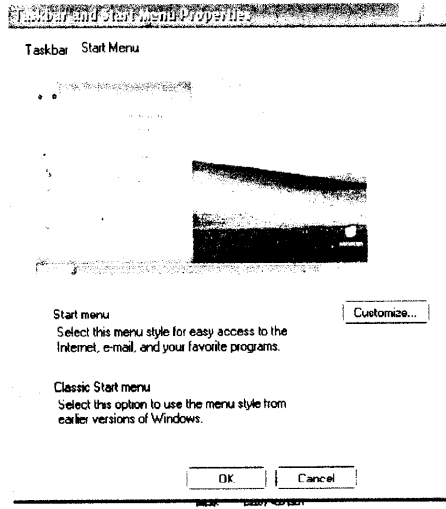 Taskbar and Start Menu Properties
Taskbar Start Menu
Start menu
Customize...
Select this menu style for easy access to the
Internet, e-mail, and your favorite programs.
Classic Start menu
Select this option to use the menu style from
earlier versions of Windows.
OK Cancel